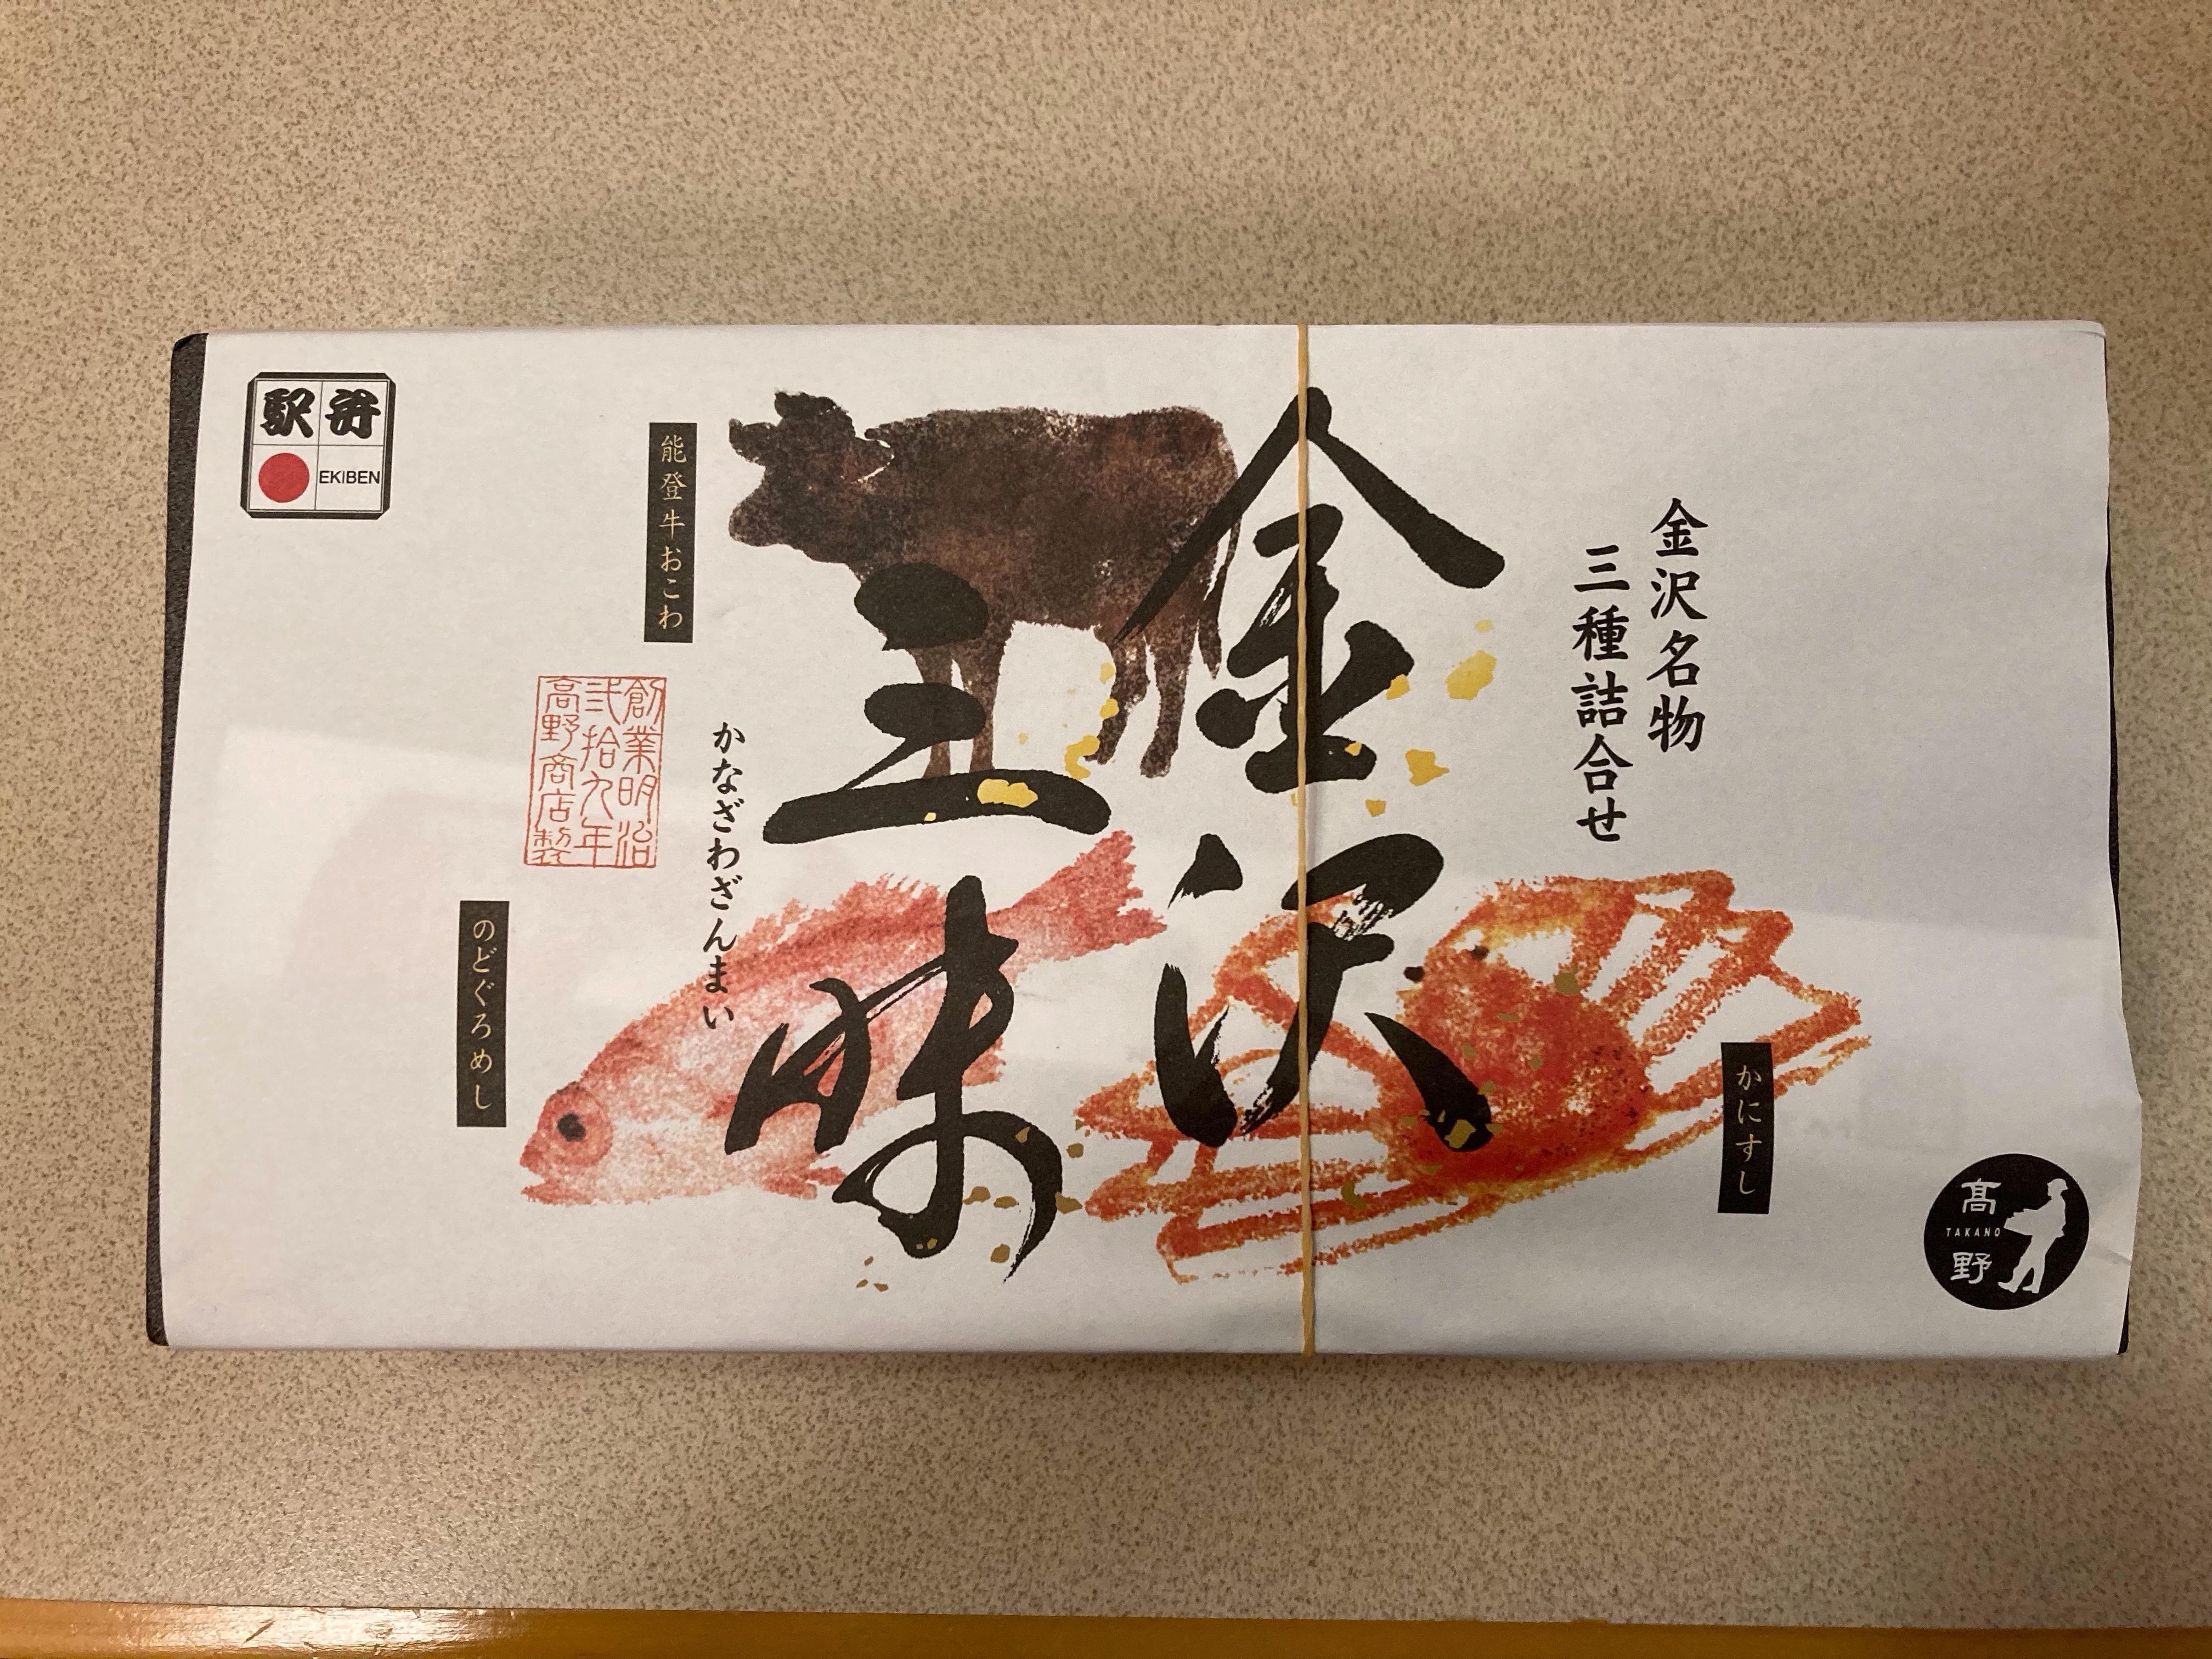 金沢名物
三種詰合せ
金沢
三味
かなざわざんまい
能登牛おこわ
のどぐろめし
かにすし
創業明治
弐拾九年
高野商店製
駅弁
EKIBEN
髙野
TAKANO